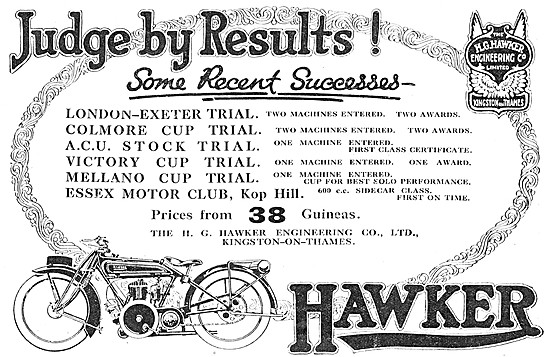 Judge by Results!
Some Recent Successes—
THE
H.G. HAWKER
ENGINEERING Co
LIMITED
KINGSTON on THAMES
LONDON–EXETER TRIAL. TWO MACHINES ENTERED. TWO AWARDS.
COLMORE CUP TRIAL. TWO MACHINES ENTERED. TWO AWARDS.
A.C.U. STOCK TRIAL. ONE MACHINE ENTERED.
FIRST CLASS CERTIFICATE.
VICTORY CUP TRIAL. ONE MACHINE ENTERED. ONE AWARD.
MELLANO CUP TRIAL. ONE MACHINE ENTERED.
CUP FOR BEST SOLO PERFORMANCE.
ESSEX MOTOR CLUB, Kop Hill. 600 c.c. SIDECAR CLASS.
FIRST ON TIME.
Prices from 38 Guineas.
THE H. G. HAWKER ENGINEERING CO., LTD.,
KINGSTON-ON-THAMES.
HAWKER